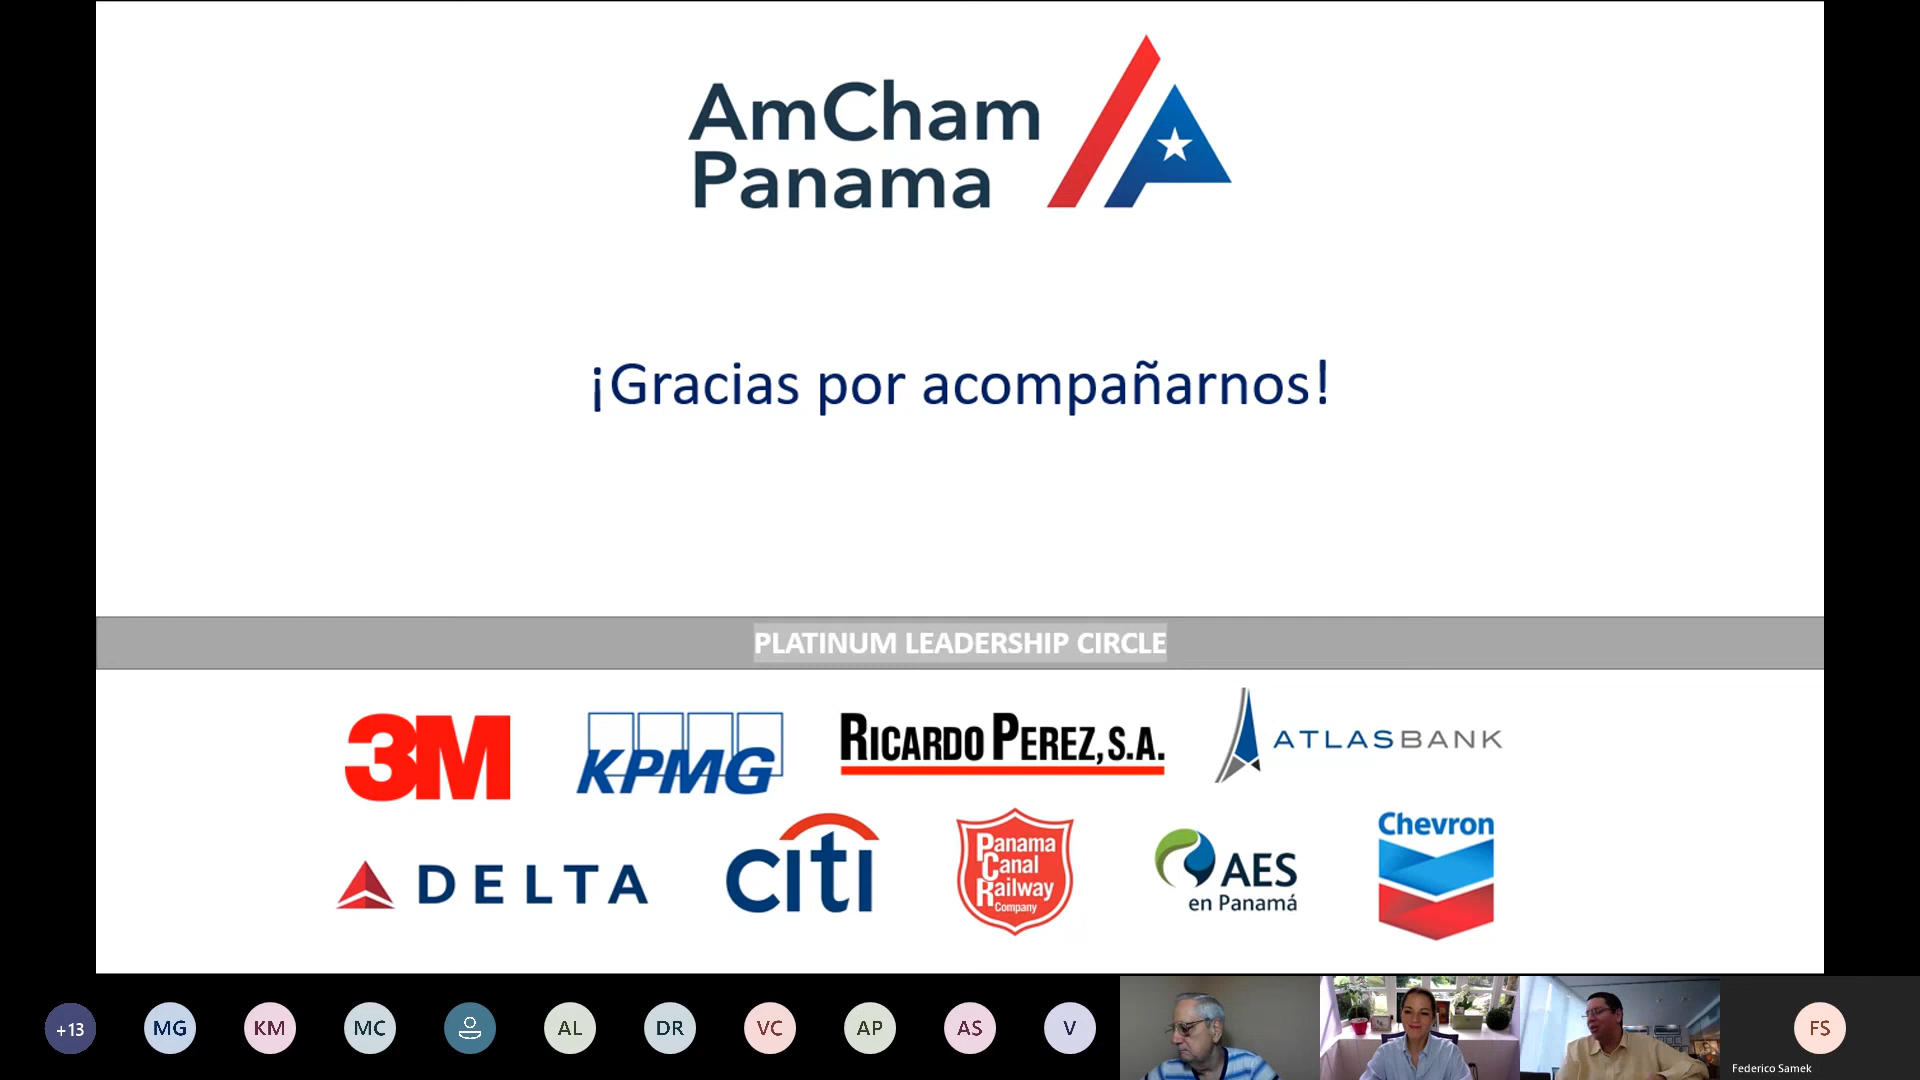 AmCham
Panama
¡Gracias por acompañarnos!
PLATINUM LEADERSHIP CIRCLE
3M
KPMG
RICARDO PEREZ, S.A.
ATLASBANK
DELTA
citi
Panama
Canal
Railway
Company
AES
en Panamá
Chevron
+13
MG
KM
MC
AL
DR
VC
AP
AS
V
FS
Federico Samek